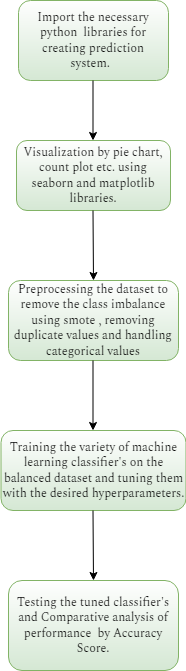 Import the necessary
python libraries for
creating prediction
system.
Visualization by pie chart,
count plot etc. using
seaborn and matplotlib
libraries.
Preprocessing the dataset to
remove the class imbalance
using smote , removing
duplicate values and handling
categorical values
Training the variety of machine
learning classifier's on the
balanced dataset and tuning them
with the desired hyperparameters.
Testing the tuned classifier's
and Comparative analysis of
performance by Accuracy
Score.